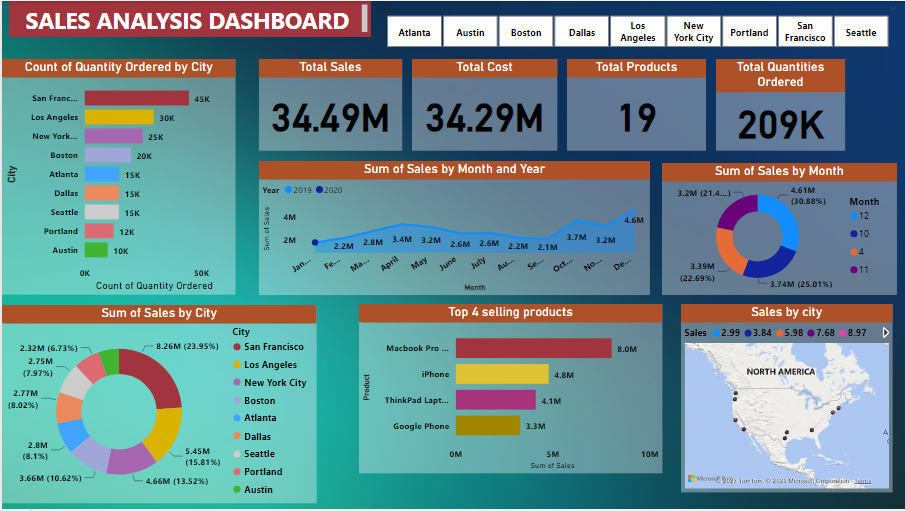 SALES ANALYSIS DASHBOARD
Atlanta
Austin
Boston
Dallas
Los
Angeles
New
York City
Portland
San
Francisco
Seattle
Count of Quantity Ordered by City
City
San Franc...
45K
Los Angeles
30K
New York...
25K
Boston
20K
Atlanta
15K
Dallas
15K
Seattle
15K
Portland
12K
Austin
10K
0K
50K
Count of Quantity Ordered
Total Sales
34.49M
Total Cost
34.29M
Total Products
19
Total Quantities
Ordered
209K
Sum of Sales by Month and Year
Year 2019 2020
Sum of Sales
4M
2M
2.2M
2.8M
3.4M
3.2M
2.6M
2.6M
2.2M
2.1M
3.7M
3.2M
4.6M
Jan...
Fe...
Ma...
April
May
June
July
Au...
Se...
Oct...
No...
De...
Month
Sum of Sales by Month
3.2M (21.4...)
4.61M
(30.88%)
3.39M
(22.69%)
3.74M (25.01%)
Month
12
10
4
11
Sum of Sales by City
2.32M (6.73%)
2.75M
(7.97%)
2.77M
(8.02%)
2.8M
(8.1%)
3.66M (10.62%)
4.66M (13.52%)
5.45M
(15.81%)
8.26M (23.95%)
City
San Francisco
Los Angeles
New York City
Boston
Atlanta
Dallas
Seattle
Portland
Austin
Top 4 selling products
Product
Macbook Pro ...
8.0M
iPhone
4.8M
ThinkPad Lapt...
4.1M
Google Phone
3.3M
0M
5M
10M
Sum of Sales
Sales by city
Sales 2.99 3.84 5.98 7.68 8.97
NORTH AMERICA
A
Microsoft
© 2023 TomTom, © 2023 Microsoft Corporation Terms